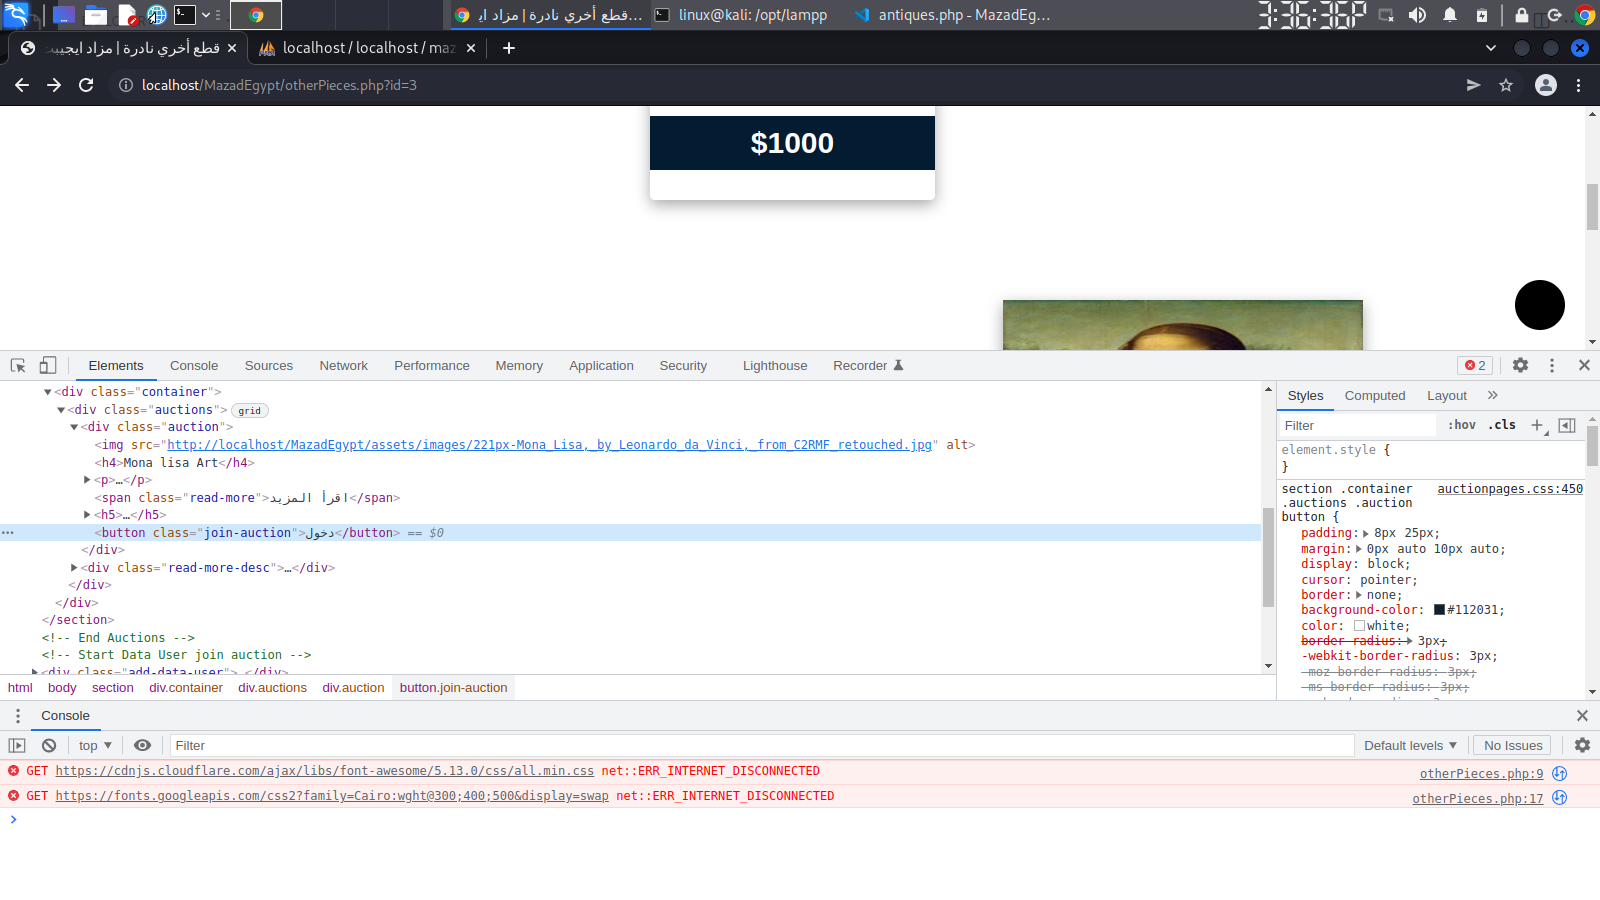 قطع أخري نادرة | مزاد اي...
linux@kali: /opt/lampp
antiques.php - MazadEg...
3:36:36P
قطع أخري نادرة | مزاد ايجيبت
localhost / localhost / maz
localhost/MazadEgypt/otherPieces.php?id=3
$1000
Elements
Console
Sources
Network
Performance
Memory
Application
Security
Lighthouse
Recorder
2
<div class="container">
<div class="auctions"> grid
<div class="auction">
<img src="http://localhost/MazadEgypt/assets/images/221px-Mona_Lisa,_by_Leonardo_da_Vinci,_from_C2RMF_retouched.jpg" alt>
<h4>Mona lisa Art</h4>
<p>…</p>
<span class="read-more">اقرأ المزيد</span>
<h5>…</h5>
<button class="join-auction">دخول</button> == $0
</div>
<div class="read-more-desc">…</div>
</div>
</div>
</section>
<!-- End Auctions -->
<!-- Start Data User join auction -->
<div class="add-data-user">…</div>
html body section div.container div.auctions div.auction button.join-auction
Styles
Computed
Layout
Filter
:hov
.cls
element.style {
}
section .container auctionpages.css:450
.auctions .auction
button {
padding: 8px 25px;
margin: 0px auto 10px auto;
display: block;
cursor: pointer;
border: none;
background-color: #112031;
color: white;
border-radius: 3px;
-webkit-border-radius: 3px;
-moz-border-radius: 3px;
-ms-border-radius: 3px;
Console
top
Filter
Default levels
No Issues
GET https://cdnjs.cloudflare.com/ajax/libs/font-awesome/5.13.0/css/all.min.css net::ERR_INTERNET_DISCONNECTED otherPieces.php:9
GET https://fonts.googleapis.com/css2?family=Cairo:wght@300;400;500&display=swap net::ERR_INTERNET_DISCONNECTED otherPieces.php:17